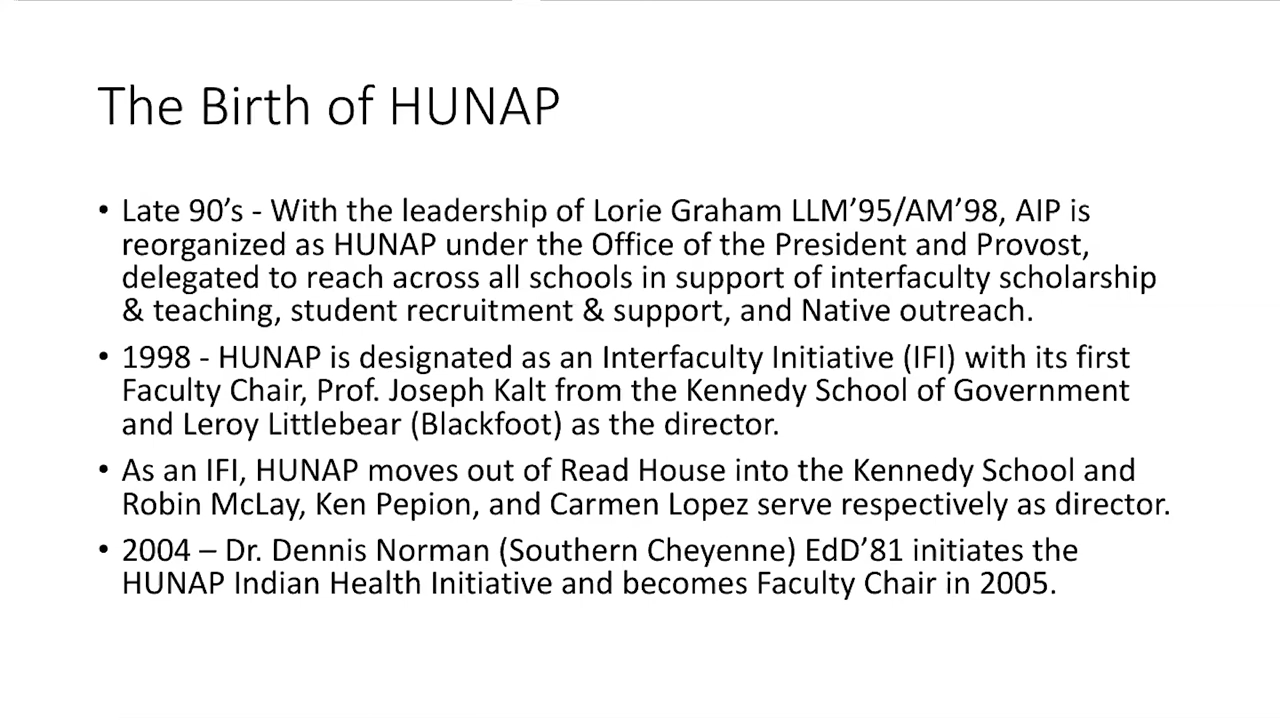 The Birth of HUNAP
• Late 90’s - With the leadership of Lorie Graham LLM’95/AM’98, AIP is
reorganized as HUNAP under the Office of the President and Provost,
delegated to reach across all schools in support of interfaculty scholarship
& teaching, student recruitment & support, and Native outreach.
• 1998 - HUNAP is designated as an Interfaculty Initiative (IFI) with its first
Faculty Chair, Prof. Joseph Kalt from the Kennedy School of Government
and Leroy Littlebear (Blackfoot) as the director.
• As an IFI, HUNAP moves out of Read House into the Kennedy School and
Robin McLay, Ken Pepion, and Carmen Lopez serve respectively as director.
• 2004 – Dr. Dennis Norman (Southern Cheyenne) EdD’81 initiates the
HUNAP Indian Health Initiative and becomes Faculty Chair in 2005.